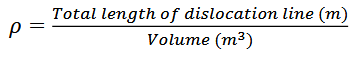 ρ = Total length of dislocation line (m) / Volume (m³)